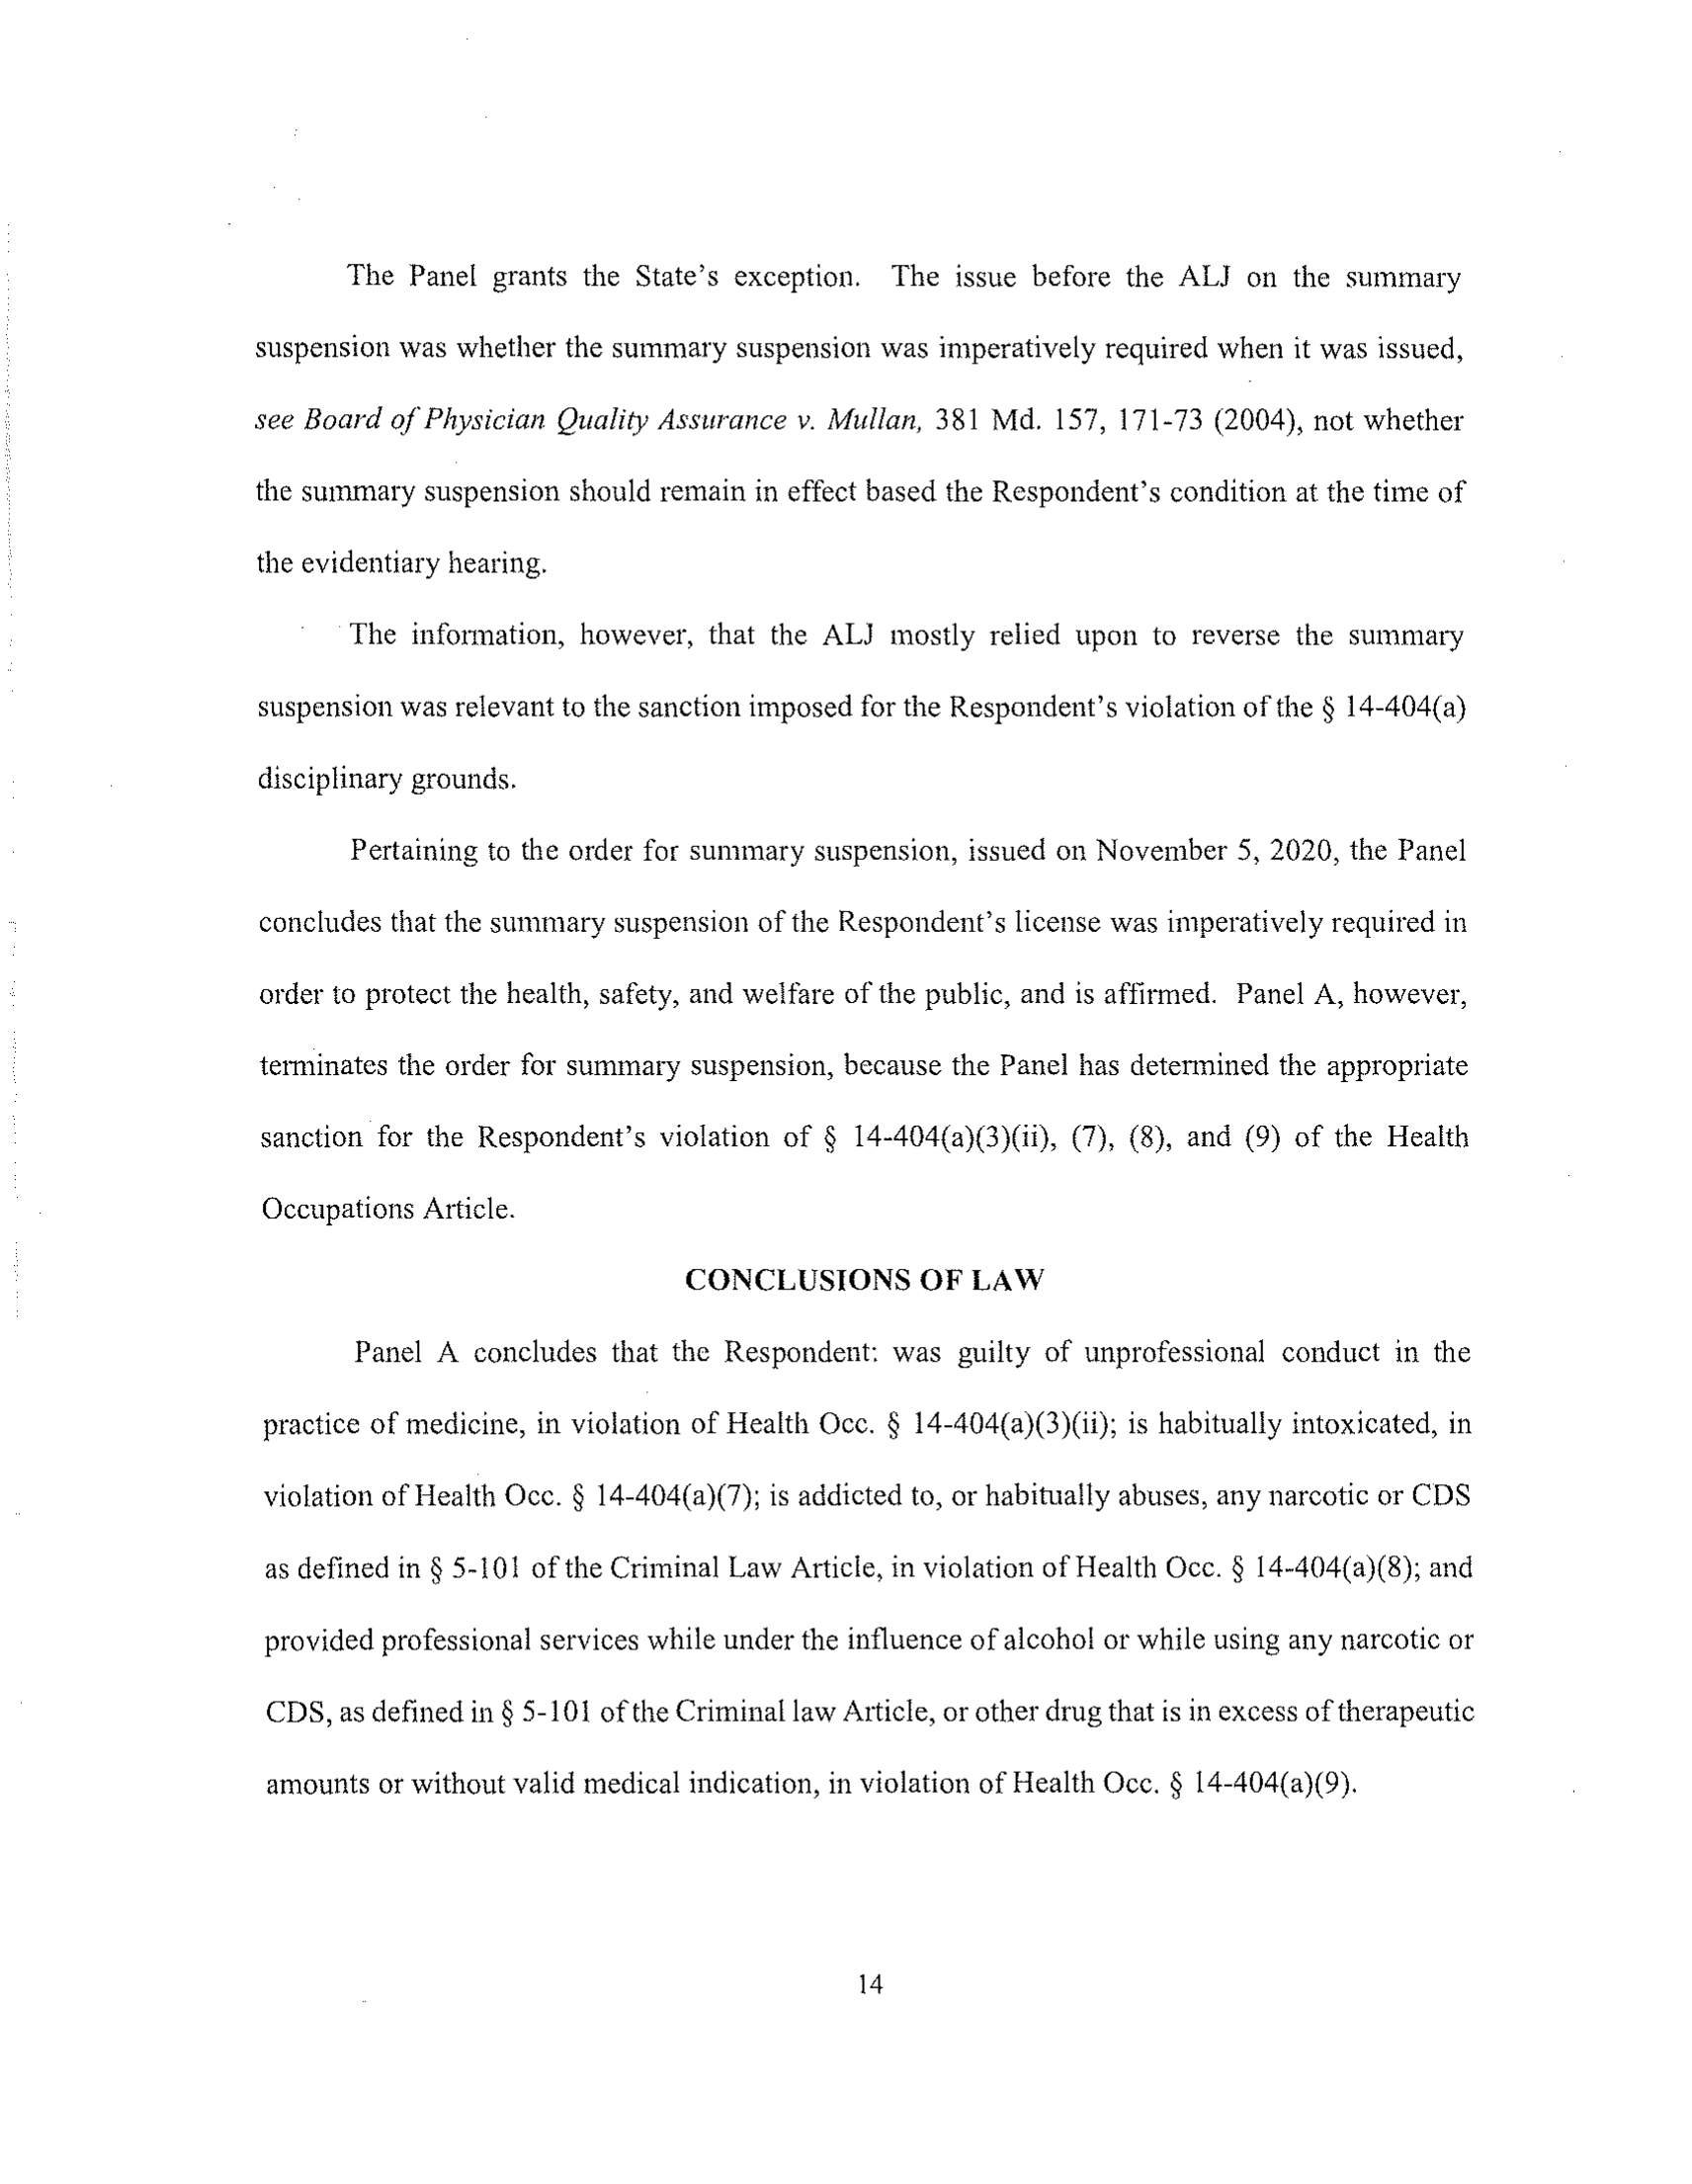 The Panel grants the State's exception. The issue before the ALJ on the summary
suspension was whether the summary suspension was imperatively required when it was issued,
see Board of Physician Quality Assurance v. Mullan, 381 Md. 157, 171-73 (2004), not whether
the summary suspension should remain in effect based the Respondent's condition at the time of
the evidentiary hearing.
The information, however, that the ALJ mostly relied upon to reverse the summary
suspension was relevant to the sanction imposed for the Respondent's violation of the § 14-404(a)
disciplinary grounds.
Pertaining to the order for summary suspension, issued on November 5, 2020, the Panel
concludes that the summary suspension of the Respondent's license was imperatively required in
order to protect the health, safety, and welfare of the public, and is affirmed. Panel A, however,
terminates the order for summary suspension, because the Panel has determined the appropriate
sanction for the Respondent's violation of § 14-404(a)(3)(ii), (7), (8), and (9) of the Health
Occupations Article.
CONCLUSIONS OF LAW
Panel A concludes that the Respondent: was guilty of unprofessional conduct in the
practice of medicine, in violation of Health Occ. § 14-404(a)(3)(ii); is habitually intoxicated, in
violation of Health Occ. § 14-404(a)(7); is addicted to, or habitually abuses, any narcotic or CDS
as defined in § 5-101 of the Criminal Law Article, in violation of Health Occ. § 14-404(a)(8); and
provided professional services while under the influence of alcohol or while using any narcotic or
CDS, as defined in § 5-101 of the Criminal law Article, or other drug that is in excess of therapeutic
amounts or without valid medical indication, in violation of Health Occ. § 14-404(a)(9).
14